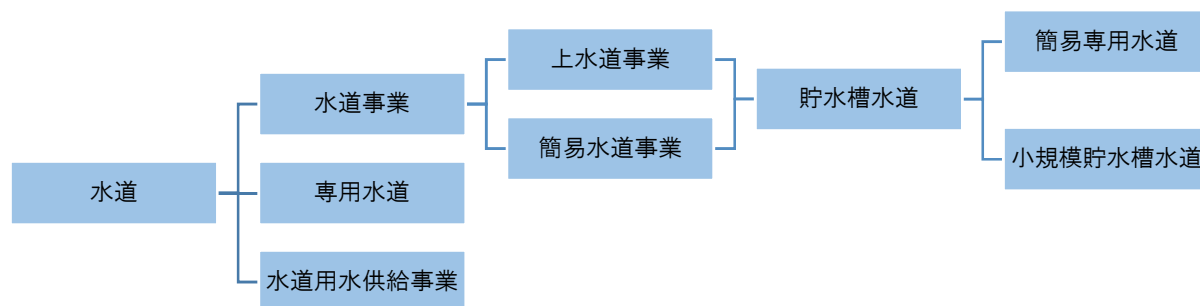 水道
水道事業
専用水道
水道用水供給事業
上水道事業
簡易水道事業
貯水槽水道
簡易専用水道
小規模貯水槽水道